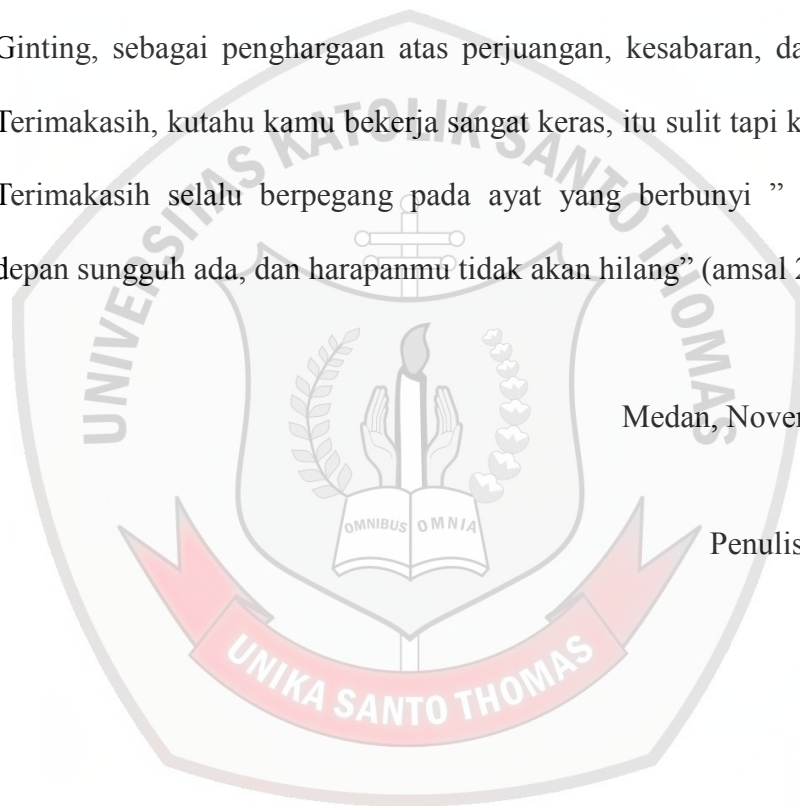 Ginting, sebagai penghargaan atas perjuangan, kesabaran, da
Terimakasih, kutahu kamu bekerja sangat keras, itu sulit tapi k
Terimakasih selalu berpegang pada ayat yang berbunyi ”
depan sungguh ada, dan harapanmu tidak akan hilang” (amsal 2
UNIVERSITAS KATOLIK SANTO THOMAS
Medan, Nover
OMNIBUS OMNIA
Penulis
UNIKA SANTO THOMAS